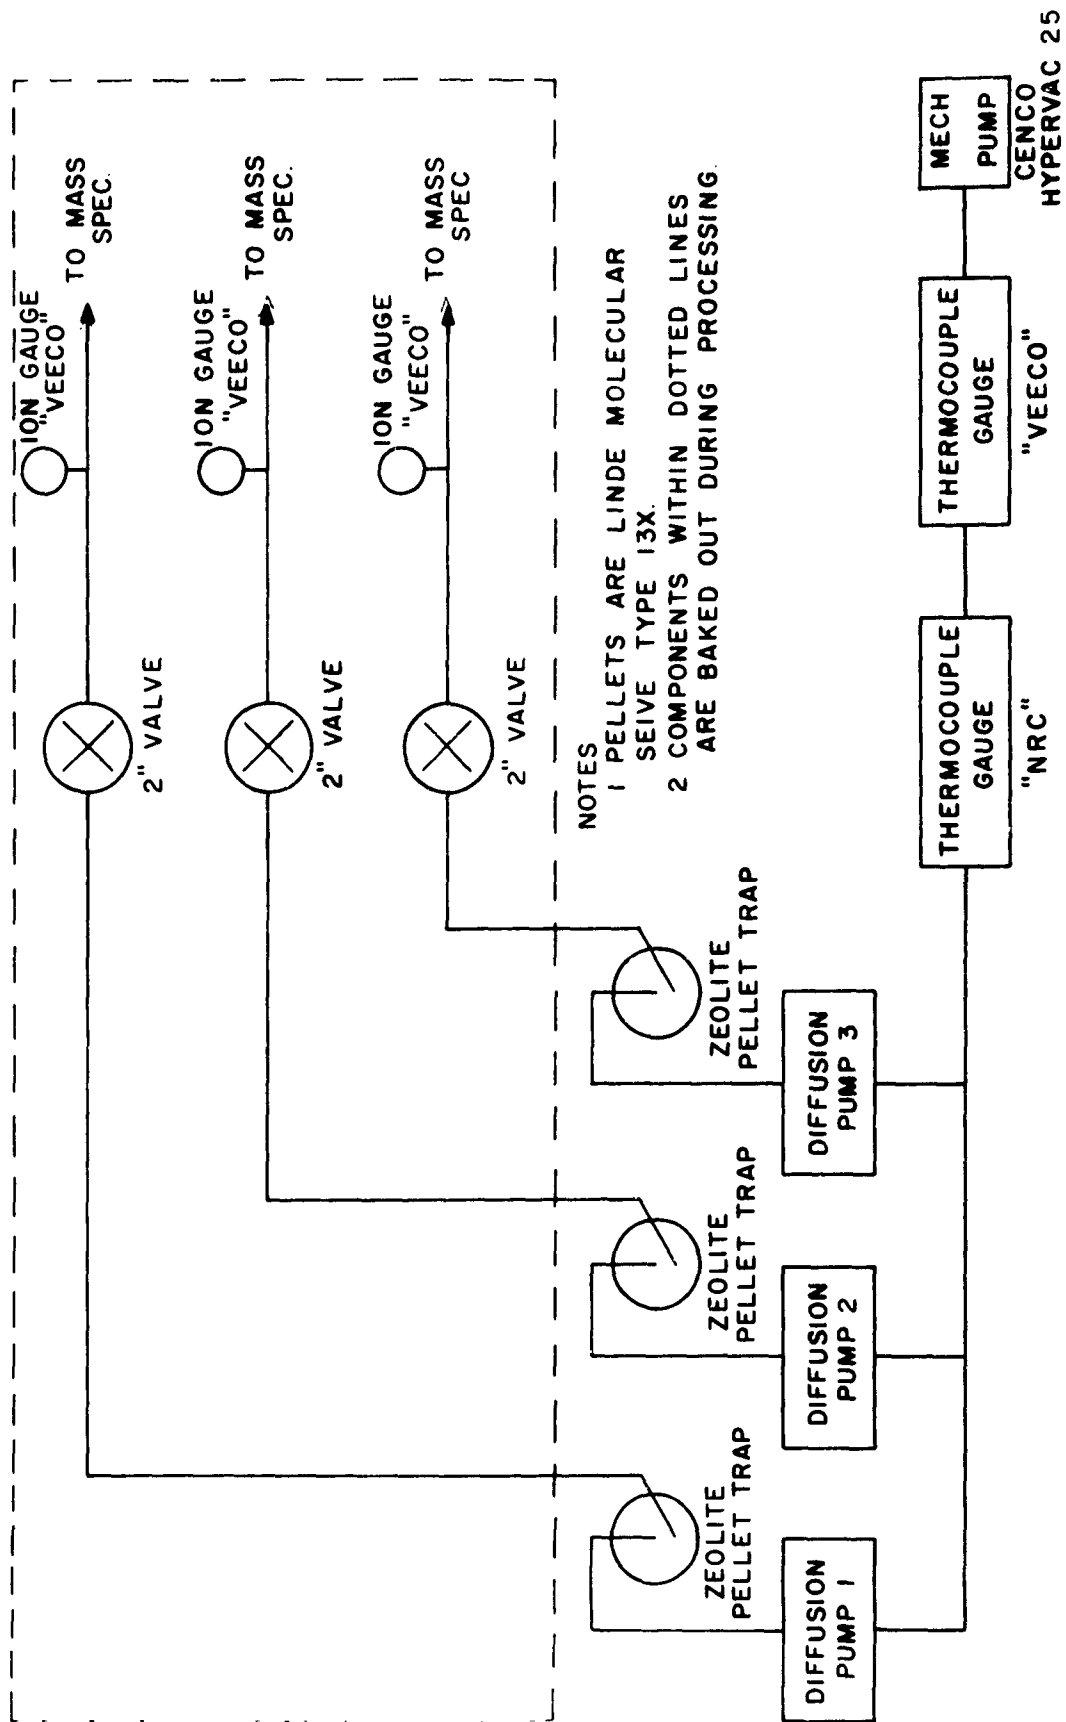 ION GAUGE
"VEECO"
TO MASS
SPEC.
2" VALVE
ION GAUGE
"VEECO"
TO MASS
SPEC.
2" VALVE
ION GAUGE
"VEECO"
TO MASS
SPEC
2" VALVE
NOTES
1 PELLETS ARE LINDE MOLECULAR
SEIVE TYPE 13X.
2 COMPONENTS WITHIN DOTTED LINES
ARE BAKED OUT DURING PROCESSING.
ZEOLITE
PELLET TRAP
ZEOLITE
PELLET TRAP
ZEOLITE
PELLET TRAP
DIFFUSION
PUMP 1
DIFFUSION
PUMP 2
DIFFUSION
PUMP 3
THERMOCOUPLE
GAUGE
"NRC"
THERMOCOUPLE
GAUGE
"VEECO"
MECH
PUMP
CENCO
HYPERVAC 25